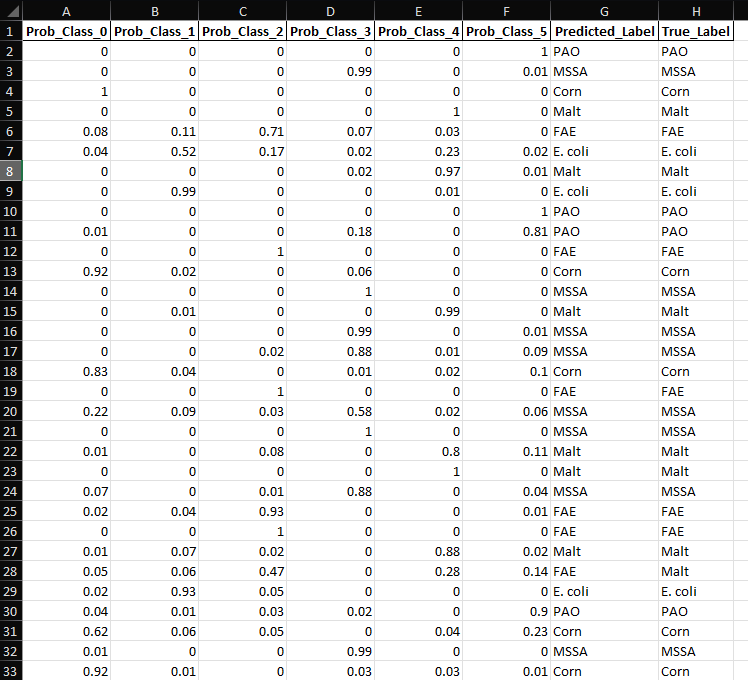 A B C D E F G H
1 Prob_Class_0 Prob_Class_1 Prob_Class_2 Prob_Class_3 Prob_Class_4 Prob_Class_5 Predicted_Label True_Label
2 0 0 0 0 0 1 PAO PAO
3 0 0 0 0.99 0 0.01 MSSA MSSA
4 1 0 0 0 0 0 Corn Corn
5 0 0 0 0 1 0 Malt Malt
6 0.08 0.11 0.71 0.07 0.03 0 FAE FAE
7 0.04 0.52 0.17 0.02 0.23 0.02 E. coli E. coli
8 0 0 0 0.02 0.97 0.01 Malt Malt
9 0 0.99 0 0 0.01 0 E. coli E. coli
10 0 0 0 0 0 1 PAO PAO
11 0.01 0 0 0.18 0 0.81 PAO PAO
12 0 0 1 0 0 0 FAE FAE
13 0.92 0.02 0 0.06 0 0 Corn Corn
14 0 0 0 1 0 0 MSSA MSSA
15 0 0.01 0 0 0.99 0 Malt Malt
16 0 0 0 0.99 0 0.01 MSSA MSSA
17 0 0 0.02 0.88 0.01 0.09 MSSA MSSA
18 0.83 0.04 0 0.01 0.02 0.1 Corn Corn
19 0 0 1 0 0 0 FAE FAE
20 0.22 0.09 0.03 0.58 0.02 0.06 MSSA MSSA
21 0 0 0 1 0 0 MSSA MSSA
22 0.01 0 0.08 0 0.8 0.11 Malt Malt
23 0 0 0 0 1 0 Malt Malt
24 0.07 0 0.01 0.88 0 0.04 MSSA MSSA
25 0.02 0.04 0.93 0 0 0.01 FAE FAE
26 0 0 1 0 0 0 FAE FAE
27 0.01 0.07 0.02 0 0.88 0.02 Malt Malt
28 0.05 0.06 0.47 0 0.28 0.14 FAE Malt
29 0.02 0.93 0.05 0 0 0 E. coli E. coli
30 0.04 0.01 0.03 0.02 0 0.9 PAO PAO
31 0.62 0.06 0.05 0 0.04 0.23 Corn Corn
32 0.01 0 0 0.99 0 0 MSSA MSSA
33 0.92 0.01 0 0.03 0.03 0.01 Corn Corn